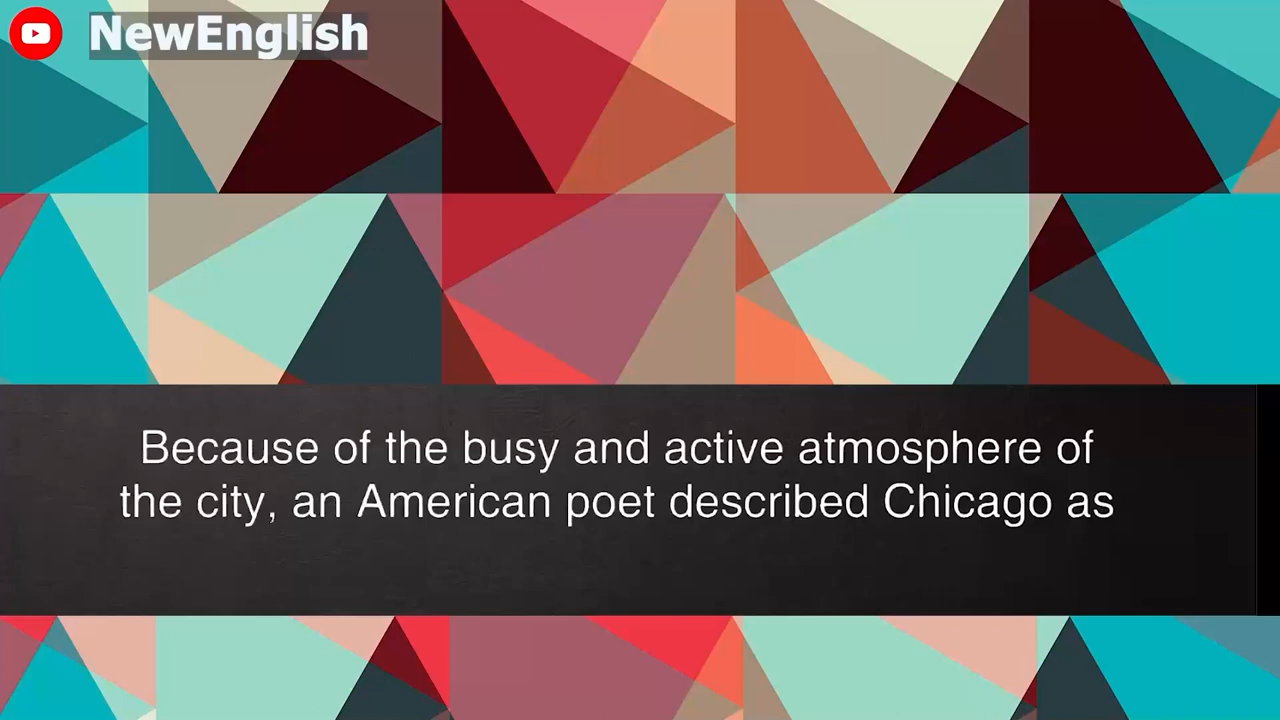 NewEnglish
Because of the busy and active atmosphere of
the city, an American poet described Chicago as